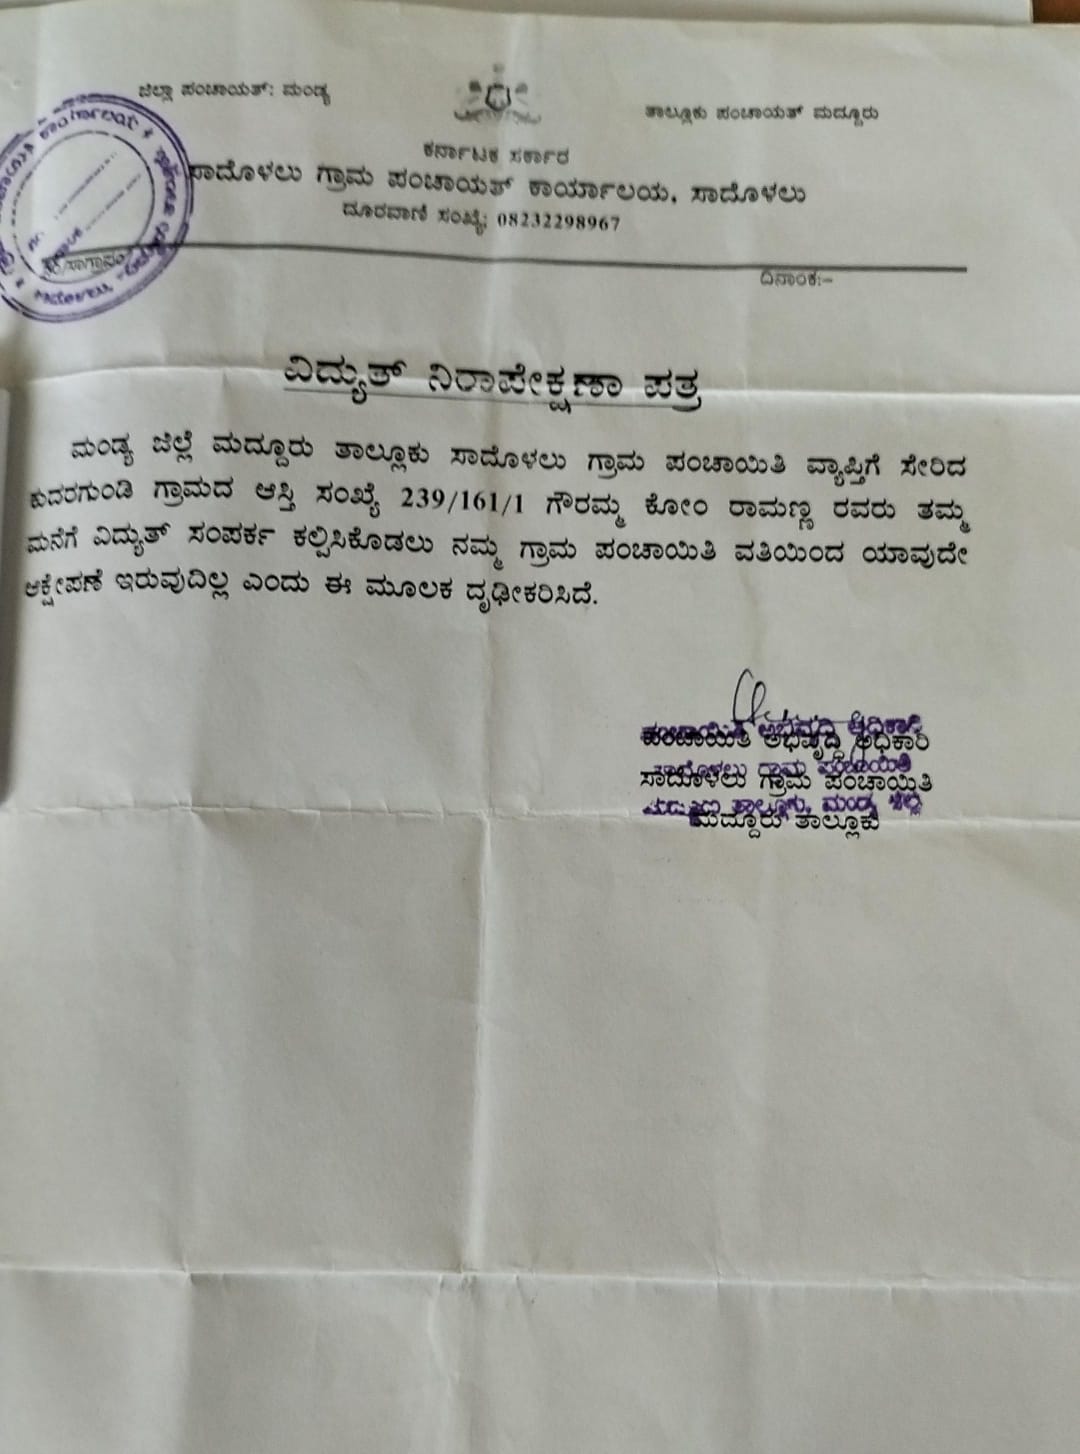 ಜಿಲ್ಲಾ ಪಂಚಾಯತ್: ಮಂಡ್ಯ
ತಾಲ್ಲೂಕು ಪಂಚಾಯತ್ ಮದ್ದೂರು
ಕರ್ನಾಟಕ ಸರ್ಕಾರ
ಸಾದೊಳಲು ಗ್ರಾಮ ಪಂಚಾಯತ್ ಕಾರ್ಯಾಲಯ, ಸಾದೊಳಲು
ದೂರವಾಣಿ ಸಂಖ್ಯೆ: 08232298967
ದಿನಾಂಕ:-
ವಿದ್ಯುತ್ ನಿರಾಪೇಕ್ಷಣಾ ಪತ್ರ
ಮಂಡ್ಯ ಜಿಲ್ಲೆ ಮದ್ದೂರು ತಾಲ್ಲೂಕು ಸಾದೊಳಲು ಗ್ರಾಮ ಪಂಚಾಯಿತಿ ವ್ಯಾಪ್ತಿಗೆ ಸೇರಿದ
ಕುದರಗುಂಡಿ ಗ್ರಾಮದ ಆಸ್ತಿ ಸಂಖ್ಯೆ 239/161/1 ಗೌರಮ್ಮ ಕೋಂ ರಾಮಣ್ಣ ರವರು ತಮ್ಮ
ಮನೆಗೆ ವಿದ್ಯುತ್ ಸಂಪರ್ಕ ಕಲ್ಪಿಸಿಕೊಡಲು ನಮ್ಮ ಗ್ರಾಮ ಪಂಚಾಯಿತಿ ವತಿಯಿಂದ ಯಾವುದೇ
ಆಕ್ಷೇಪಣೆ ಇರುವುದಿಲ್ಲ ಎಂದು ಈ ಮೂಲಕ ದೃಢೀಕರಿಸಿದೆ.
ಪಂಚಾಯಿತಿ ಅಭಿವೃದ್ಧಿ ಅಧಿಕಾರಿ
ಸಾದೊಳಲು ಗ್ರಾಮ ಪಂಚಾಯ್ತಿ
ಮದ್ದೂರು ತಾಲ್ಲೂಕು